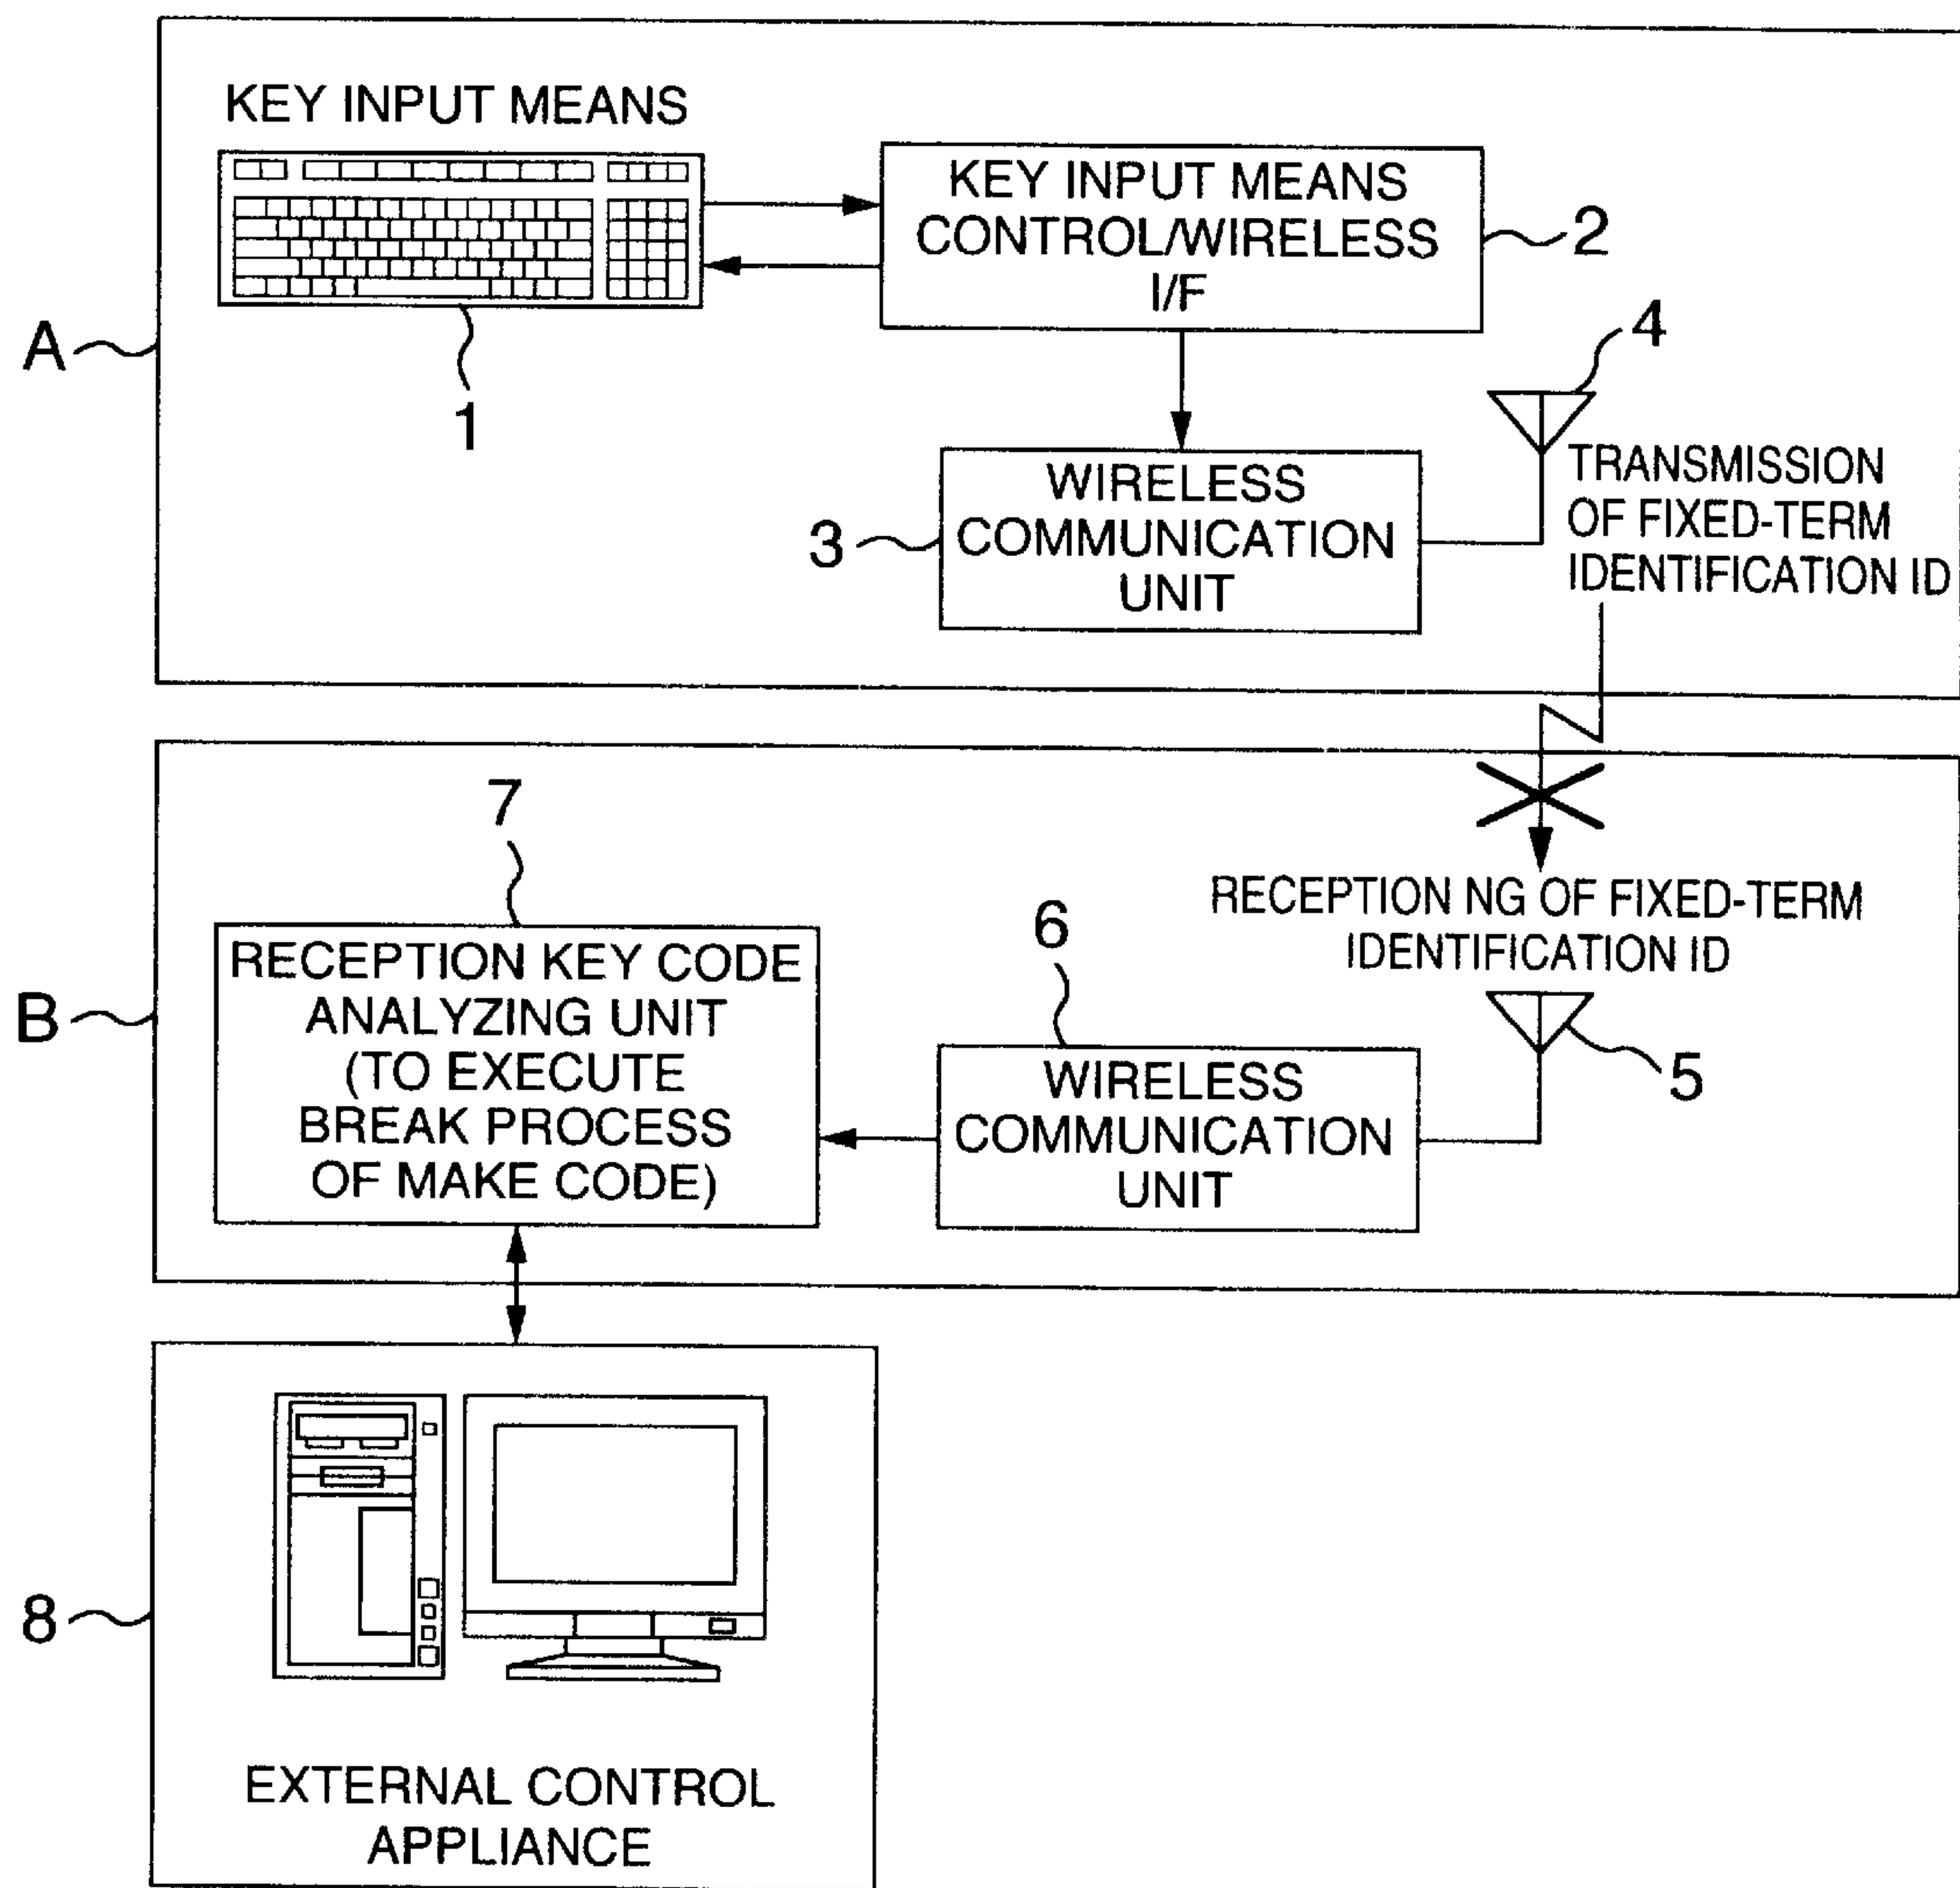 KEY INPUT MEANS
1
KEY INPUT MEANS
CONTROL/WIRELESS
I/F
2
A
4
WIRELESS
COMMUNICATION
UNIT
3
TRANSMISSION
OF FIXED-TERM
IDENTIFICATION ID
7
RECEPTION NG OF FIXED-TERM
IDENTIFICATION ID
6
RECEPTION KEY CODE
ANALYZING UNIT
(TO EXECUTE
BREAK PROCESS
OF MAKE CODE)
B
WIRELESS
COMMUNICATION
UNIT
5
8
EXTERNAL CONTROL
APPLIANCE